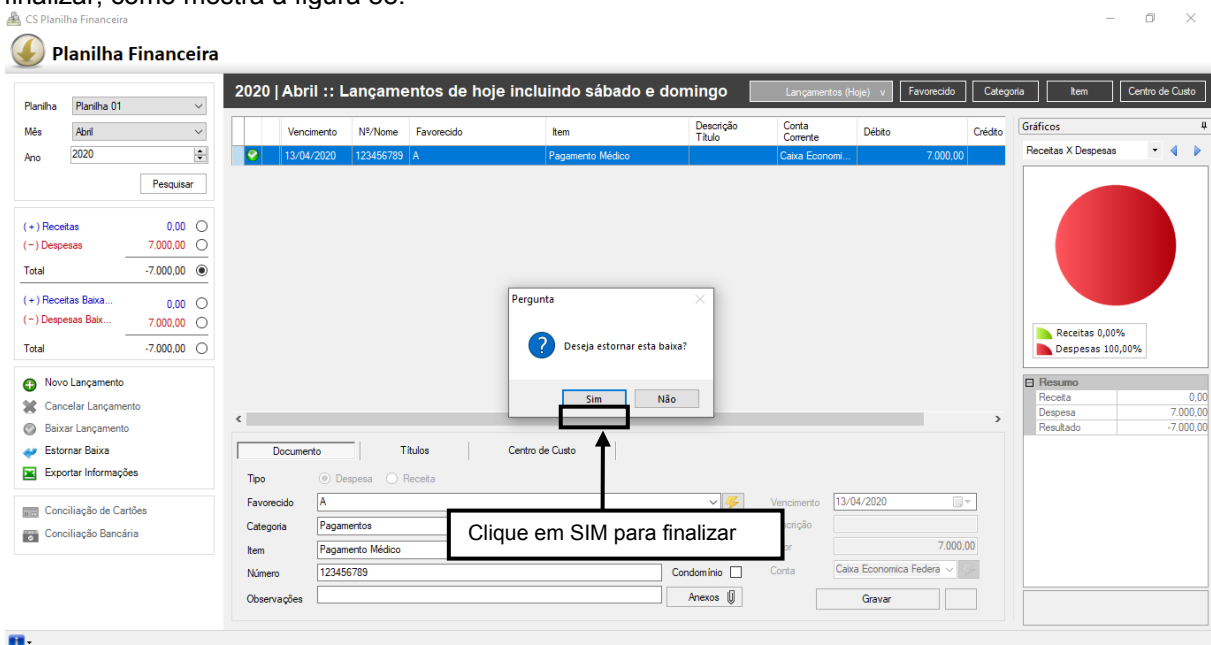 finalizar, como mostra a figura
CS Planilha Financeira
Planilha Financeira
Planilha Planilha 01
Mês Abril
Ano 2020
Pesquisar
(+) Receitas 0,00
(-) Despesas 7.000,00
Total -7.000,00
(+) Receitas Baixa... 0,00
(-) Despesas Baix... 7.000,00
Total -7.000,00
Novo Lançamento
Cancelar Lançamento
Baixar Lançamento
Estornar Baixa
Exportar Informações
Conciliação de Cartões
Conciliação Bancária
2020 | Abril :: Lançamentos de hoje incluindo sábado e domingo
Lançamentos (Hoje) v
Favorecido
Categoria
Item
Centro de Custo
Vencimento Nº/Nome Favorecido Item Descrição Título Conta Corrente Débito Crédito
13/04/2020 123456789 A Pagamento Médico Caixa Economi... 7.000,00
Pergunta
Deseja estornar esta baixa?
Sim Não
Documento Títulos Centro de Custo
Tipo Despesa Receita
Favorecido A Vencimento 13/04/2020
Categoria Pagamentos
Clique em SIM para finalizar
Item Pagamento Médico 7.000,00
Número 123456789 Condomínio Conta Caixa Economica Federa
Observações Anexos Gravar
Gráficos
Receitas X Despesas
Receitas 0,00%
Despesas 100,00%
Resumo
Receita 0,00
Despesa 7.000,00
Resultado -7.000,00